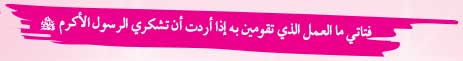 فتاتي ما العمل الذي تقومين به إذا أردت أن تشكري الرسول الأكرم ﷺ